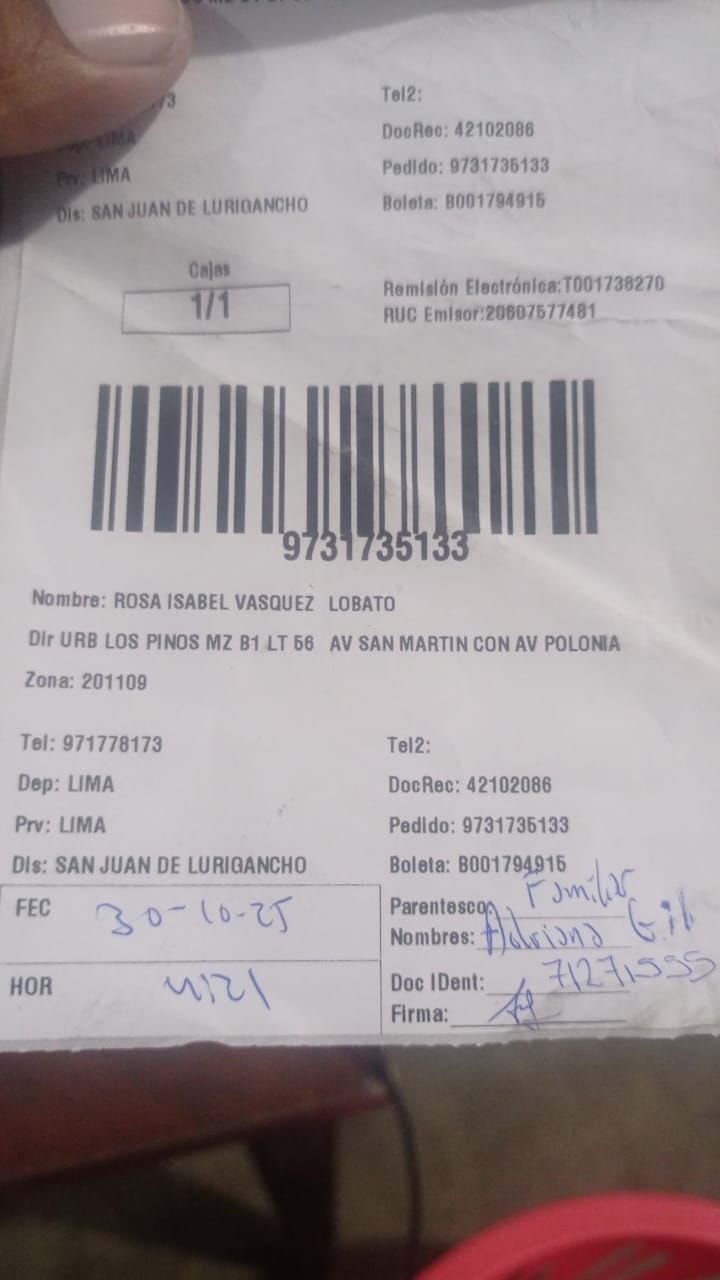 Tel2:
DocRec: 42102086
LIMA
Pedido: 9731735133
Prv: LIMA
Boleta: B001794915
Dis: SAN JUAN DE LURIGANCHO
Cajas
1/1
Remisión Electrónica:T001738270
RUC Emisor:20607577481
9731735133
Nombre: ROSA ISABEL VASQUEZ LOBATO
Dir URB LOS PINOS MZ B1 LT 56 AV SAN MARTIN CON AV POLONIA
Zona: 201109
Tel: 971778173
Tel2:
Dep: LIMA
DocRec: 42102086
Prv: LIMA
Pedido: 9731735133
Dis: SAN JUAN DE LURIGANCHO
Boleta: B001794915
FEC 30-10-25
Parentesco: Familiar
Nombres: Adriana Gil
HOR
Doc IDent: 71271555
Firma: